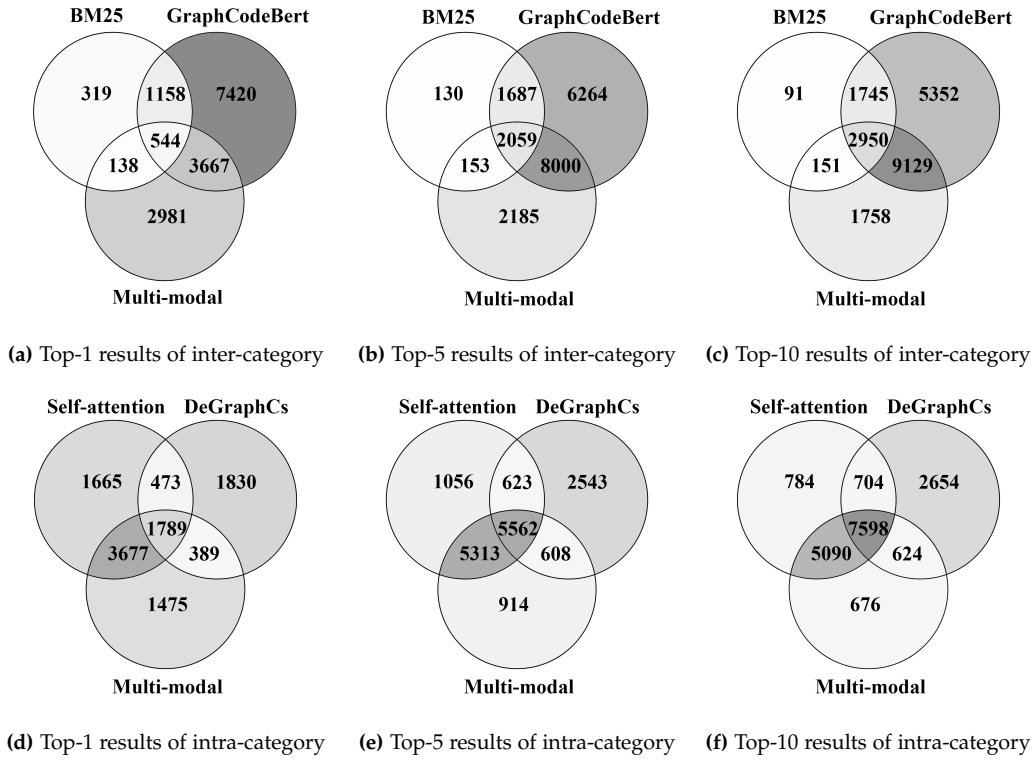 BM25 GraphCodeBert BM25 GraphCodeBert BM25 GraphCodeBert
319 1158 7420 130 1687 6264 91 1745 5352
544 2059 2950
138 3667 153 8000 151 9129
2981 2185 1758
Multi-modal Multi-modal Multi-modal
(a) Top-1 results of inter-category (b) Top-5 results of inter-category (c) Top-10 results of inter-category
Self-attention DeGraphCs Self-attention DeGraphCs Self-attention DeGraphCs
1665 473 1830 1056 623 2543 784 704 2654
1789 5562 7598
3677 389 5313 608 5090 624
1475 914 676
Multi-modal Multi-modal Multi-modal
(d) Top-1 results of intra-category (e) Top-5 results of intra-category (f) Top-10 results of intra-category